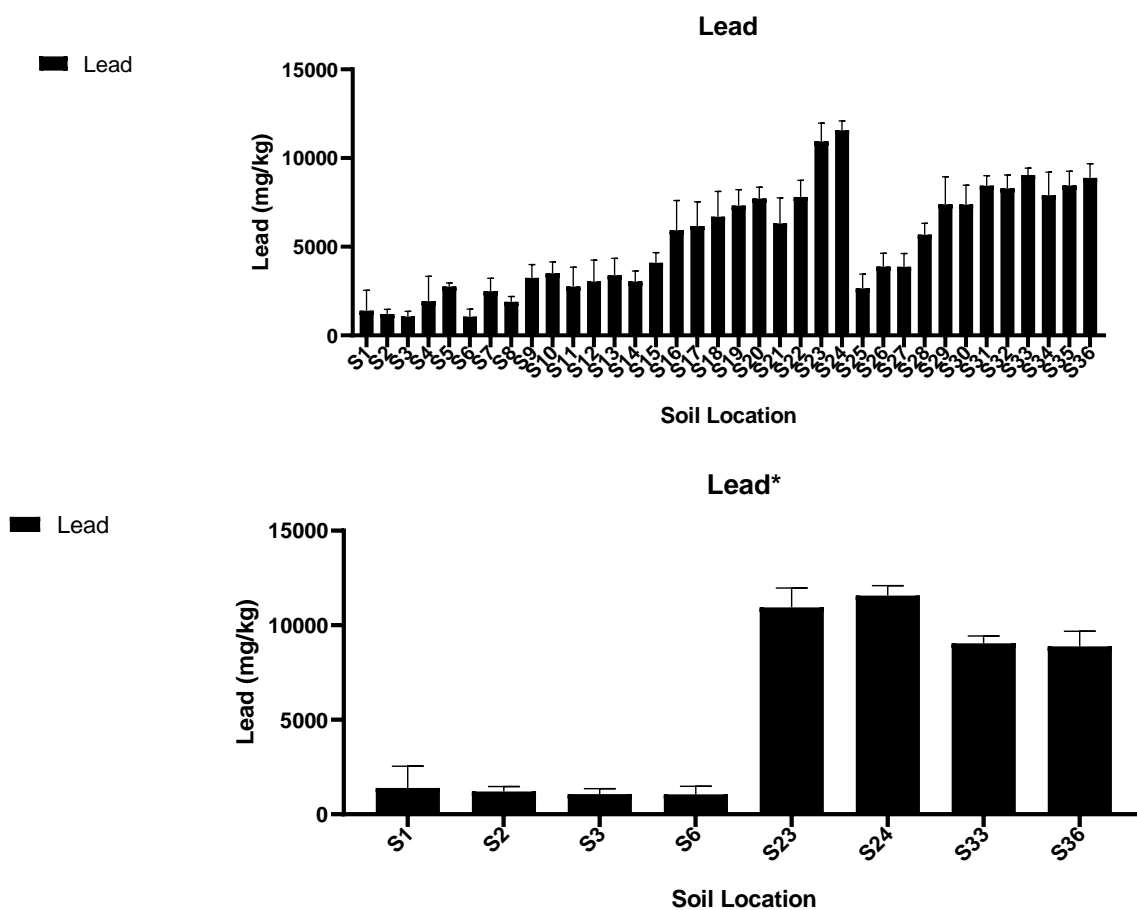 Lead
Lead
15000
10000
5000
0
Lead (mg/kg)
S1 S2 S3 S4 S5 S6 S7 S8 S9 S10 S11 S12 S13 S14 S15 S16 S17 S18 S19 S20 S21 S22 S23 S24 S25 S26 S27 S28 S29 S30 S31 S32 S33 S34 S35 S36
Soil Location
Lead*
Lead
15000
10000
5000
0
Lead (mg/kg)
S1 S2 S3 S6 S23 S24 S33 S36
Soil Location